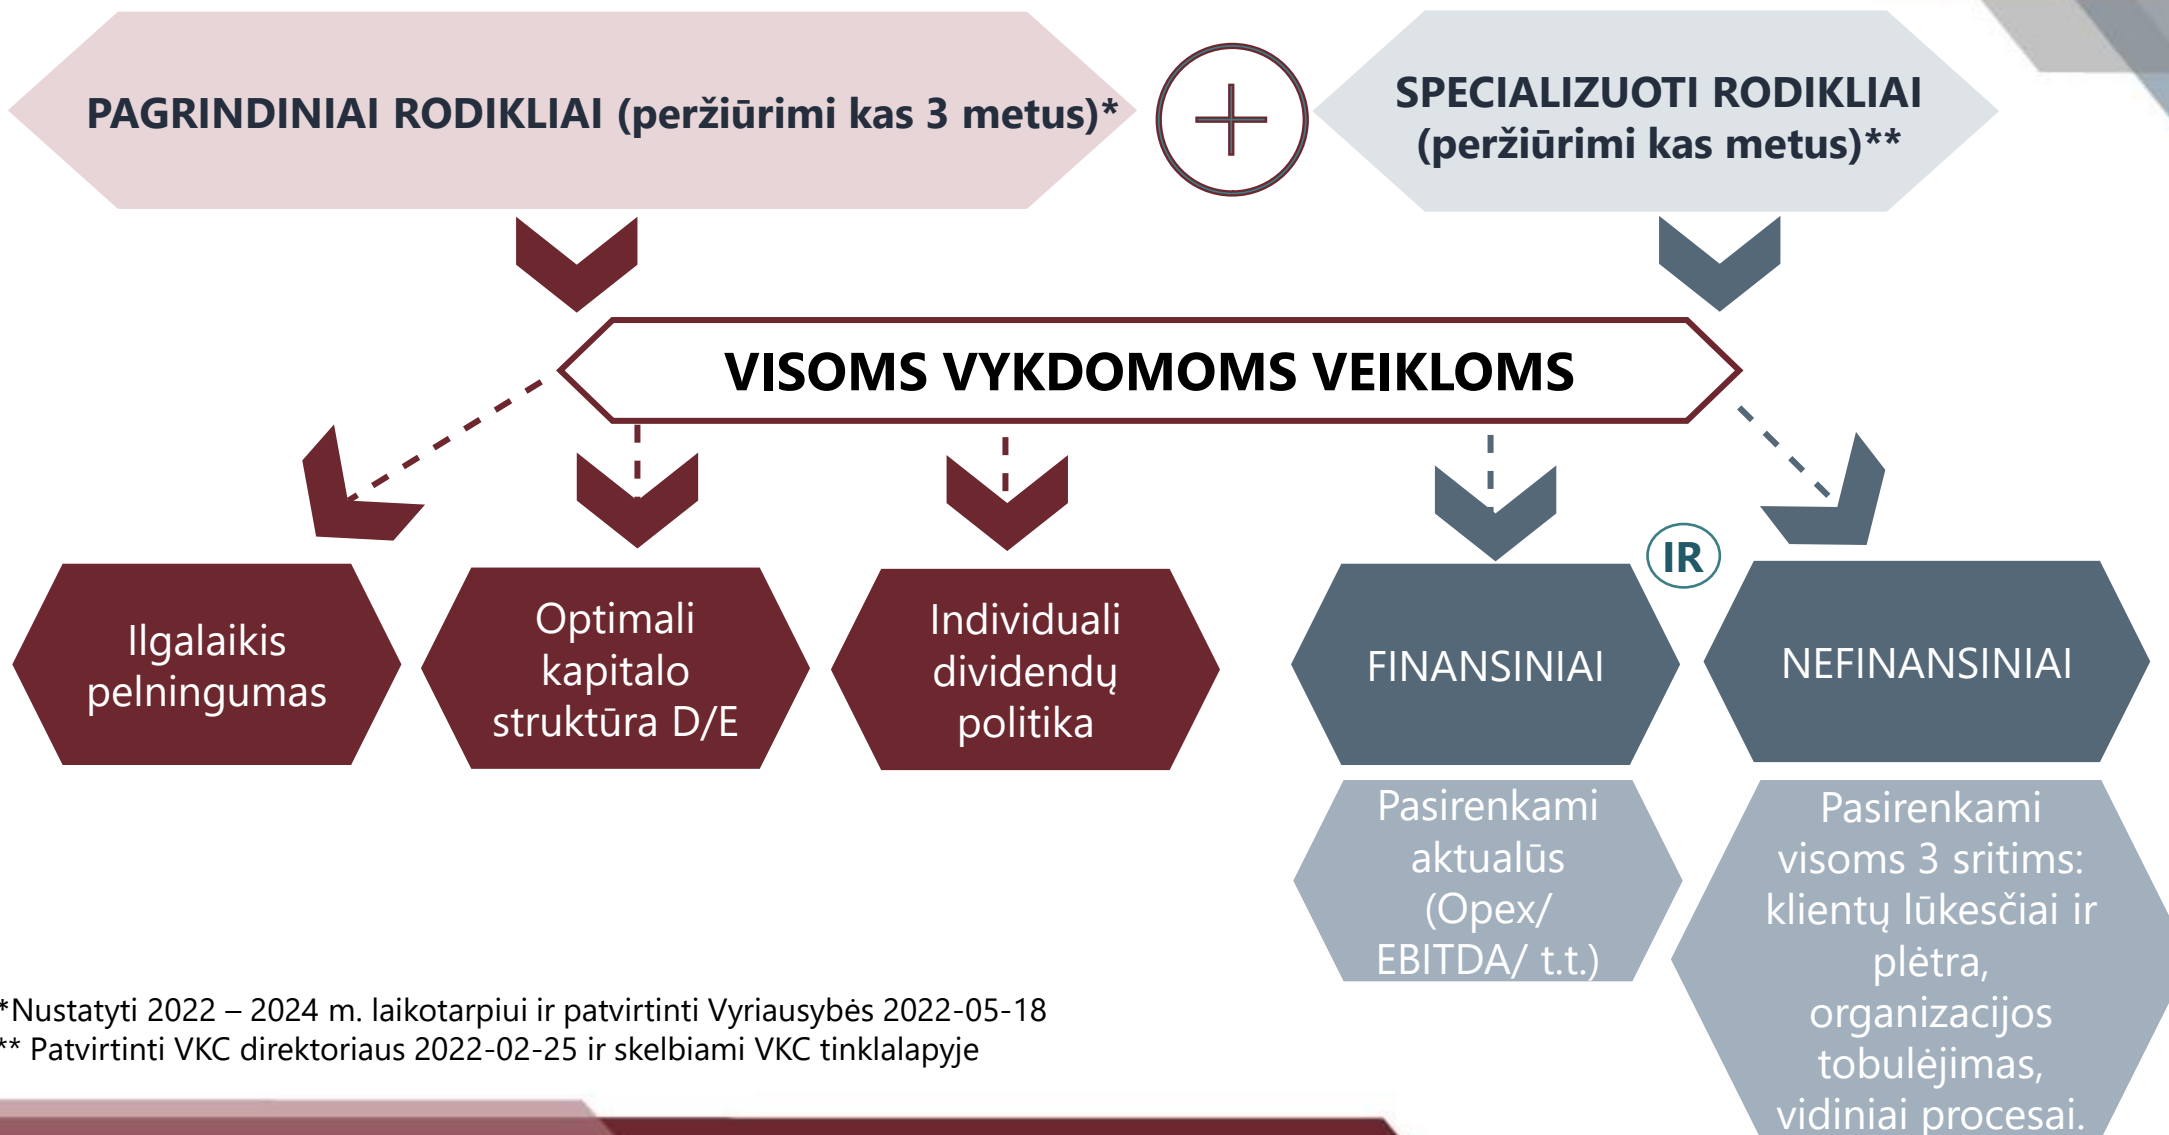 PAGRINDINIAI RODIKLIAI (peržiūrimi kas 3 metus)*
SPECIALIZUOTI RODIKLIAI
(peržiūrimi kas metus)**
VISOMS VYKDOMOMS VEIKLOMS
Ilgalaikis
pelningumas
Optimali
kapitalo
struktūra D/E
Individuali
dividendų
politika
FINANSINIAI
IR
NEFINANSINIAI
Pasirenkami
aktualūs
(Opex/
EBITDA/ t.t.)
Pasirenkami
visoms 3 sritims:
klientų lūkesčiai ir
plėtra,
organizacijos
tobulėjimas,
vidiniai procesai.
*Nustatyti 2022 – 2024 m. laikotarpiui ir patvirtinti Vyriausybės 2022-05-18
** Patvirtinti VKC direktoriaus 2022-02-25 ir skelbiami VKC tinklalapyje